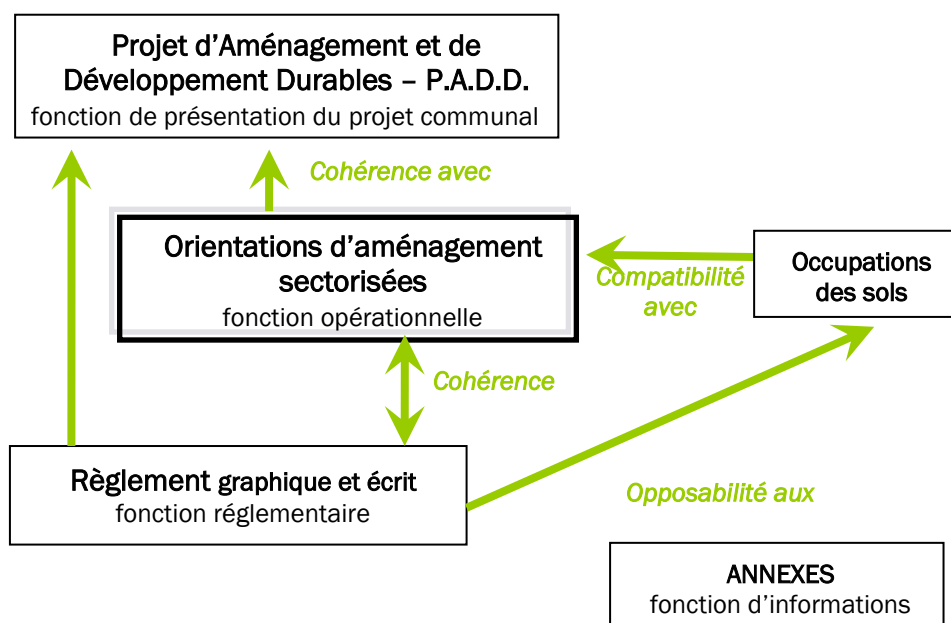 Projet d’Aménagement et de
Développement Durables – P.A.D.D.
fonction de présentation du projet communal
Cohérence avec
Orientations d’aménagement
sectorisées
fonction opérationnelle
Compatibilité
avec
Occupations
des sols
Cohérence
Règlement graphique et écrit
fonction réglementaire
Opposabilité aux
ANNEXES
fonction d’informations